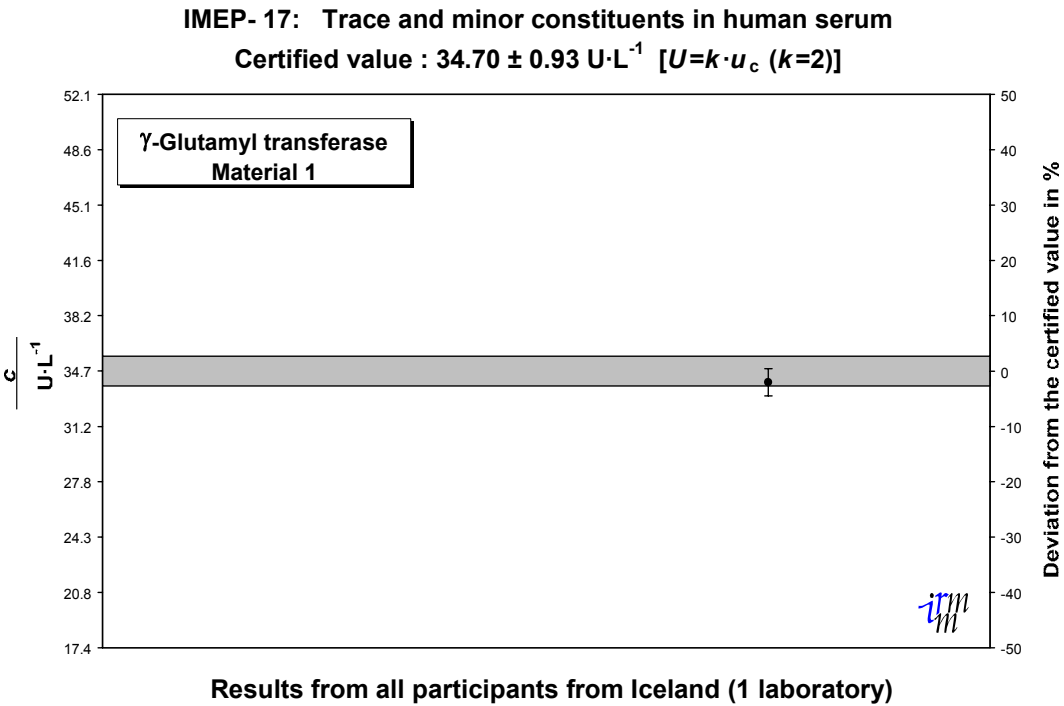 IMEP- 17: Trace and minor constituents in human serum
Certified value : 34.70 ± 0.93 U·L⁻¹ [U=k·u c (k=2)]
γ-Glutamyl transferase
Material 1
52.1
48.6
45.1
41.6
38.2
34.7
31.2
27.8
24.3
20.8
17.4
c
U·L⁻¹
50
40
30
20
10
0
-10
-20
-30
-40
-50
Deviation from the certified value in %
irmm
Results from all participants from Iceland (1 laboratory)